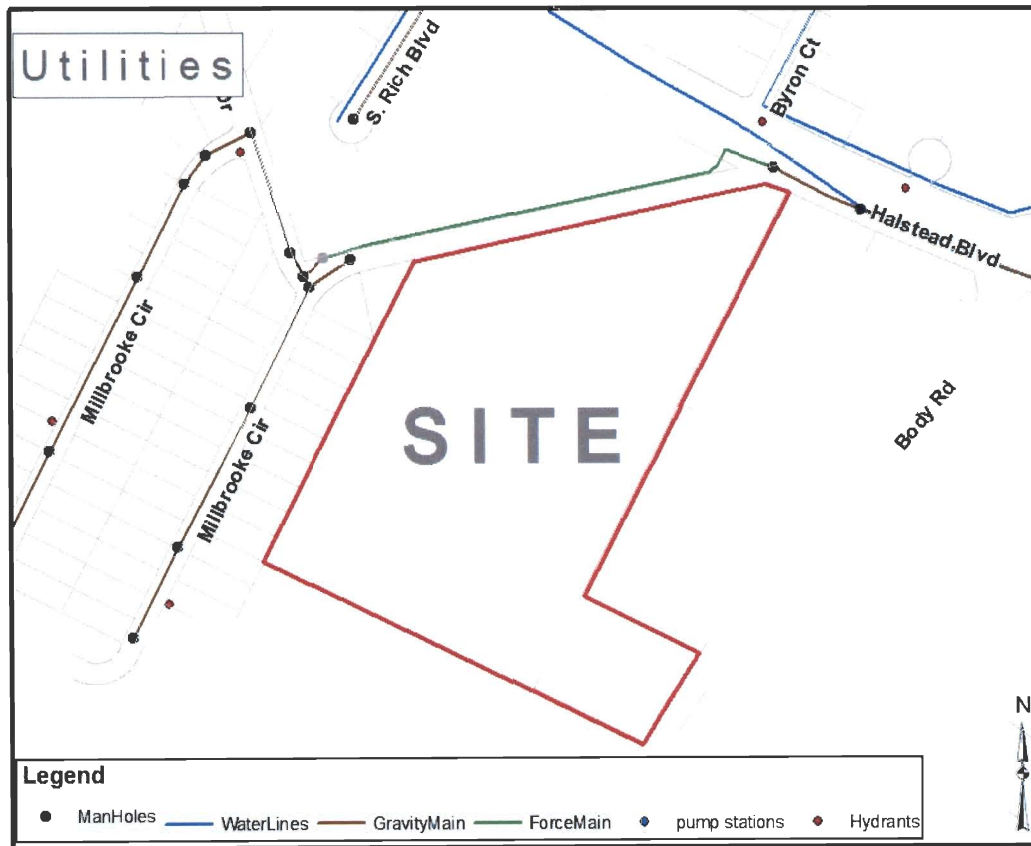 Utilities
S. Rich Blvd
Byron Ct
Halstead Blvd
Millbrooke Cir
Millbrooke Cir
SITE
Body Rd
N
Legend
ManHoles
WaterLines
GravityMain
ForceMain
pump stations
Hydrants